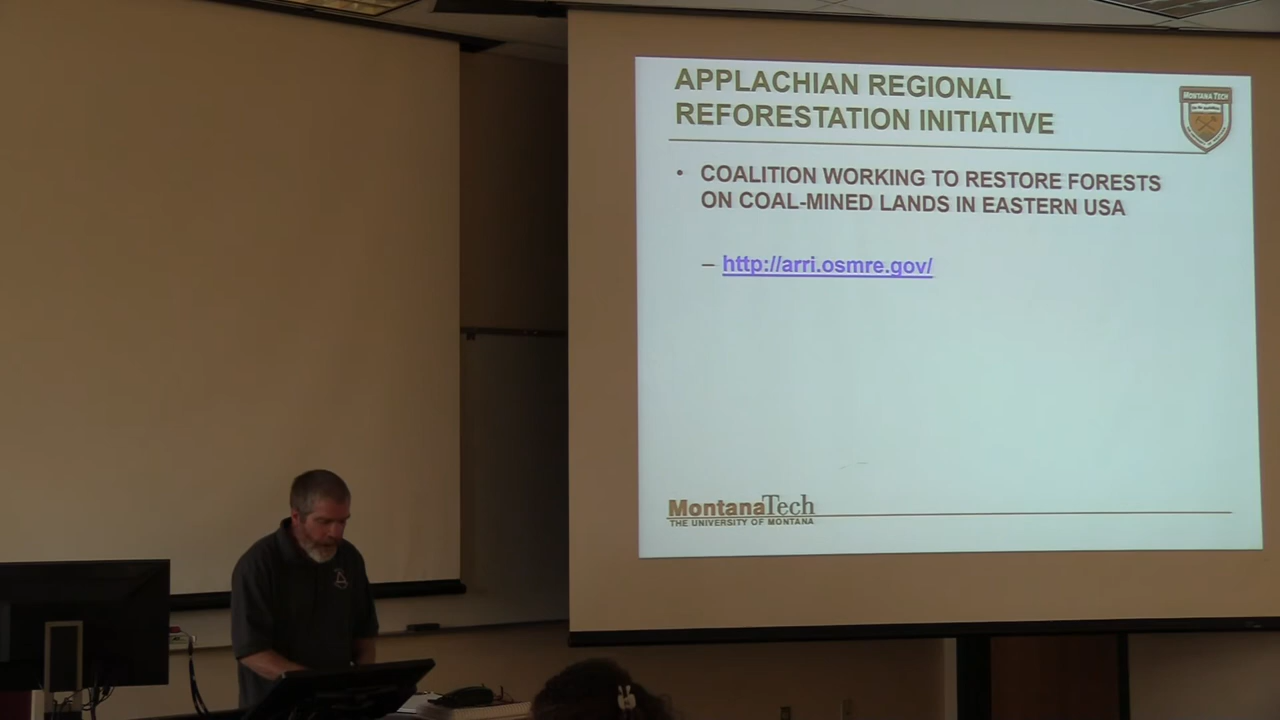 APPLACHIAN REGIONAL
REFORESTATION INITIATIVE
MONTANA TECH
• COALITION WORKING TO RESTORE FORESTS
ON COAL-MINED LANDS IN EASTERN USA
– http://arri.osmre.gov/
MontanaTech
THE UNIVERSITY OF MONTANA